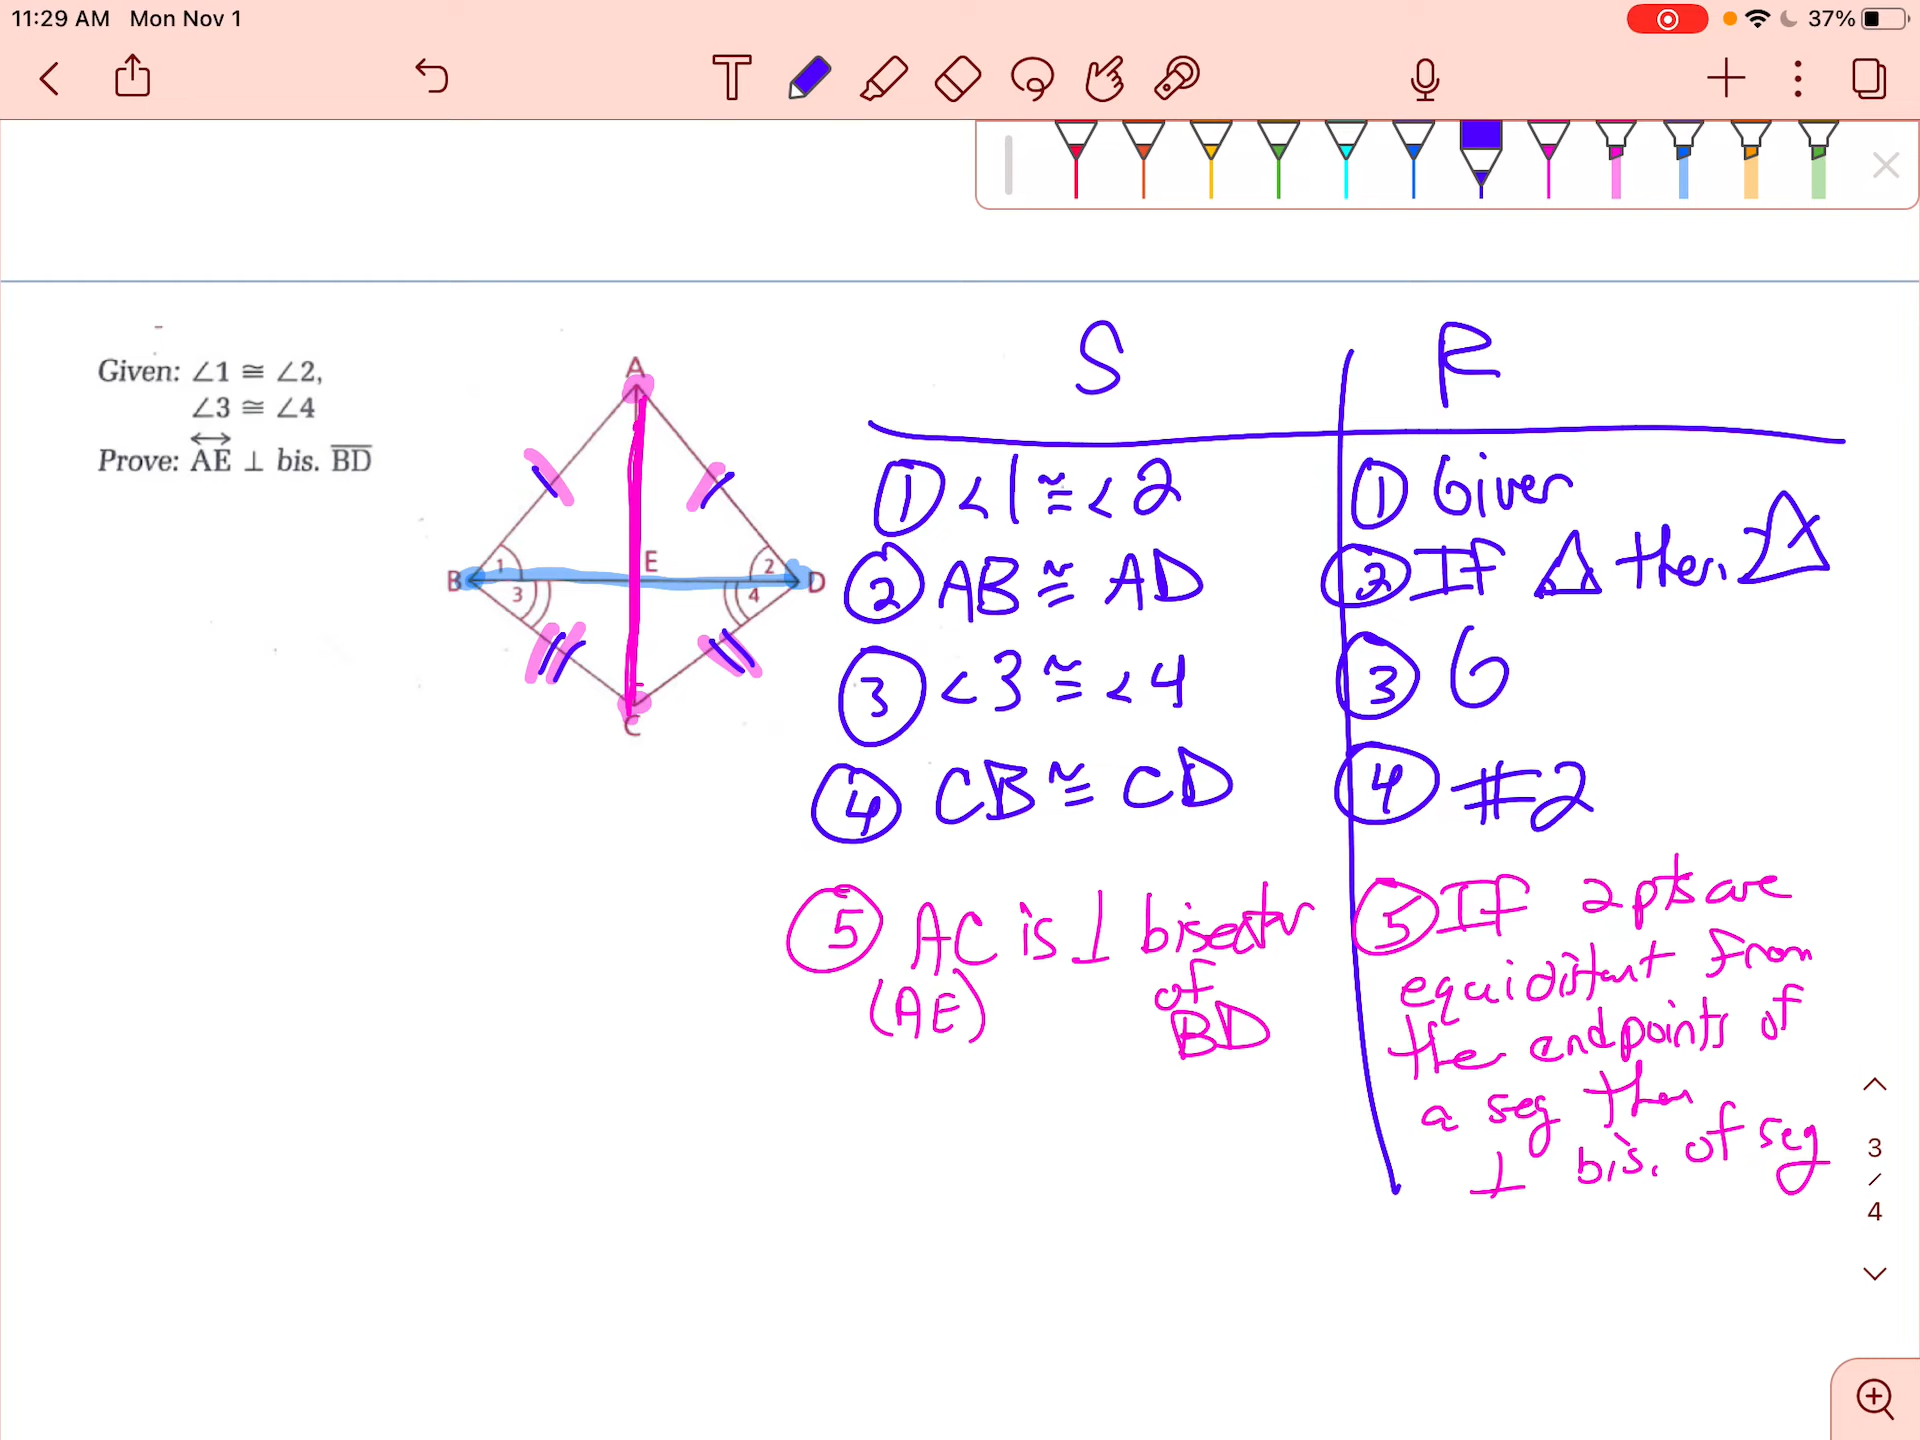 11:29 AM Mon Nov 1
37%
Given: ∠1 ≅ ∠2,
∠3 ≅ ∠4
Prove: AE ⊥ bis. BD
A
B
1
E
2
D
3
4
C
S
R
① <1 ≅ <2
① Given
② AB ≅ AD
② If △ then △
③ <3 ≅ <4
③ G
④ CB ≅ CD
④ #2
⑤ AC is ⊥ bisector
(AE) of
BD
⑤ If 2 pts are
equidistant from
the endpoints of
a seg then
⊥ bis. of seg
3
/
4